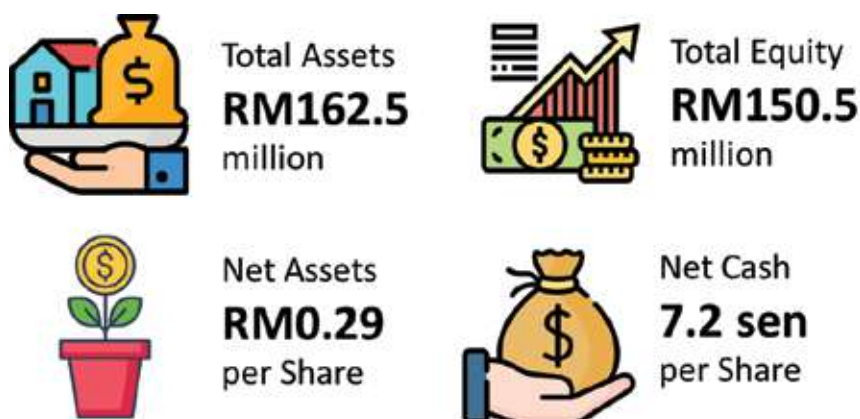 Total Assets
RM162.5
million
Total Equity
RM150.5
million
Net Assets
RM0.29
per Share
Net Cash
7.2 sen
per Share